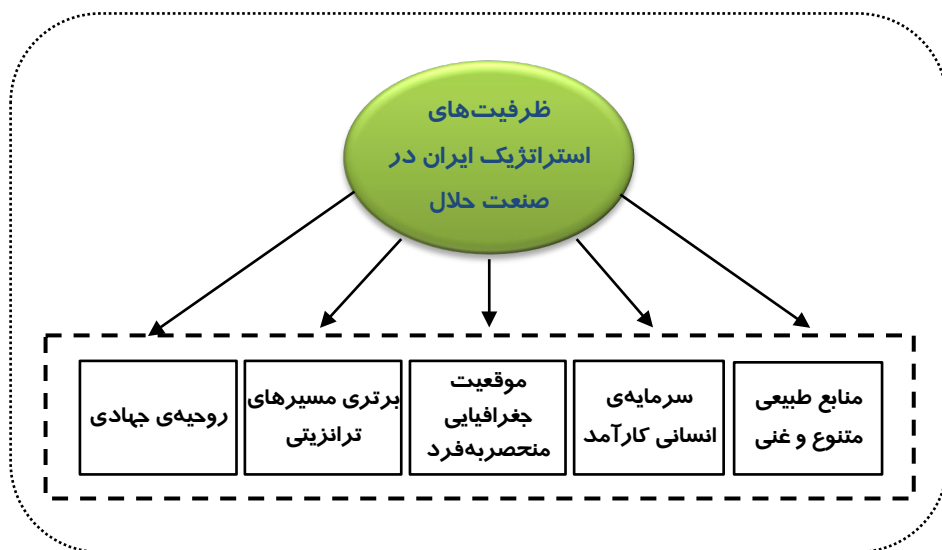 ظرفیت‌های
استراتژیک ایران در
صنعت حلال
منابع طبیعی
متنوع و غنی
سرمایه‌ی
انسانی کارآمد
موقعیت
جغرافیایی
منحصربه‌فرد
برتری مسیرهای
ترانزیتی
روحیه‌ی جهادی